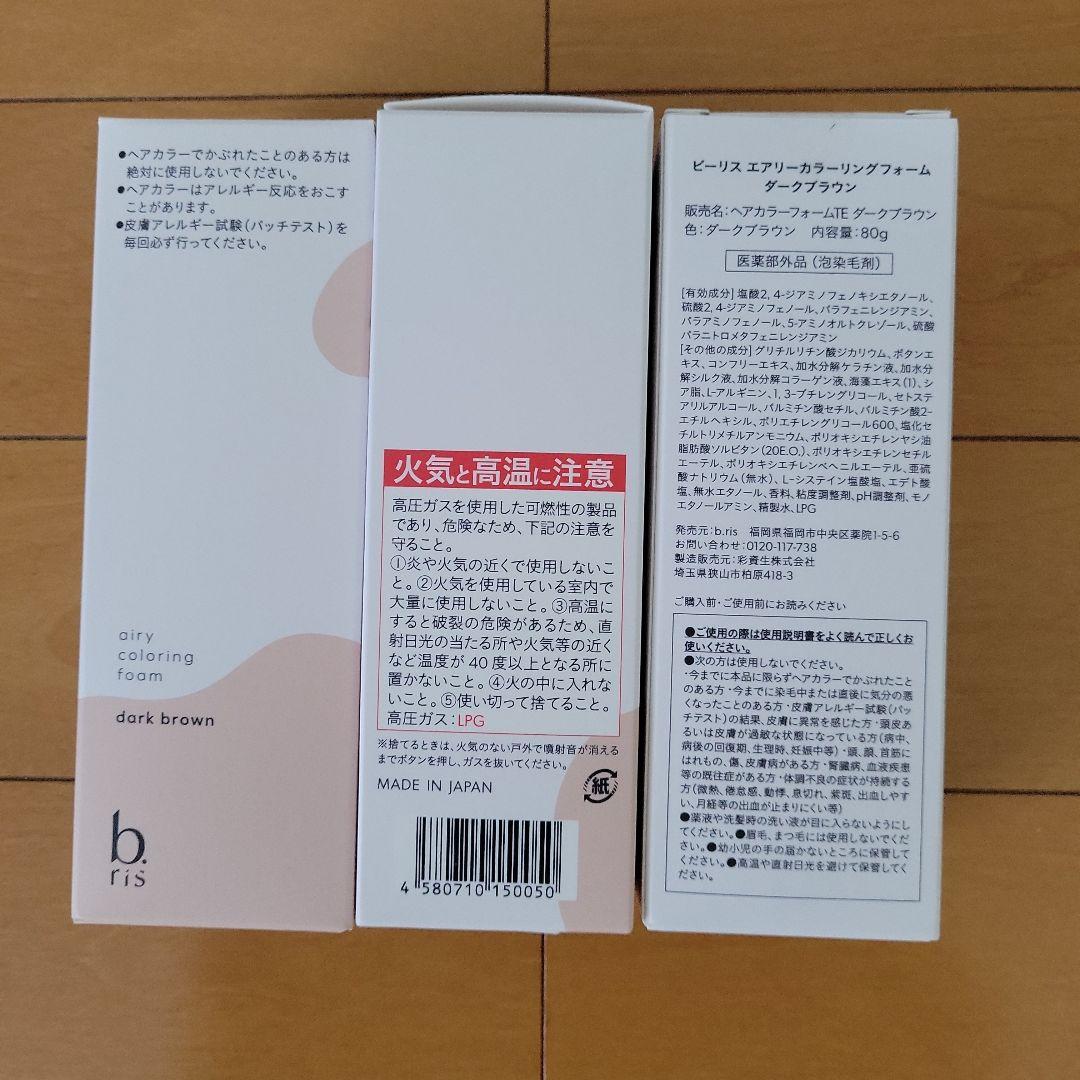 ●ヘアカラーでかぶれたことのある方は
絶対に使用しないでください。
●ヘアカラーはアレルギー反応をおこす
ことがあります。
●皮膚アレルギー試験（パッチテスト）を
毎回必ず行ってください。
airy
coloring
foam
dark brown
b.
ris
火気と高温に注意
高圧ガスを使用した可燃性の製品
であり、危険なため、下記の注意を
守ること。
①炎や火気の近くで使用しないこ
と。②火気を使用している室内で
大量に使用しないこと。③高温に
すると破裂の危険があるため、直
射日光の当たる所や火気等の近く
など温度が40度以上となる所に
置かないこと。④火の中に入れな
いこと。⑤使い切って捨てること。
高圧ガス：LPG
※捨てるときは、火気のない戸外で噴射音が消える
までボタンを押し、ガスを抜いてください。
MADE IN JAPAN
紙
4 580710 150050
ビーリス エアリーカラーリングフォーム
ダークブラウン
販売名：ヘアカラーフォームTE ダークブラウン
色：ダークブラウン 内容量：80g
医薬部外品（泡染毛剤）
[有効成分] 塩酸2, 4-ジアミノフェノキシエタノール、
硫酸2, 4-ジアミノフェノール、パラフェニレンジアミン、
パラアミノフェノール、5-アミノオルトクレゾール、硫酸
パラニトロメタフェニレンジアミン
[その他の成分] グリチルリチン酸ジカリウム、ボタンエ
キス、コンフリーエキス、加水分解ケラチン液、加水分
解シルク液、加水分解コラーゲン液、海藻エキス（1）、シ
ア脂、L-アルギニン、1, 3-ブチレングリコール、セトステ
アリルアルコール、パルミチン酸セチル、パルミチン酸2-
エチルヘキシル、ポリエチレングリコール600、塩化セ
チルトリメチルアンモニウム、ポリオキシエチレンヤシ油
脂肪酸ソルビタン（20E.O.）、ポリオキシエチレンセチル
エーテル、ポリオキシエチレンベヘニルエーテル、亜硫
酸ナトリウム（無水）、L-システイン塩酸塩、エデト酸
塩、無水エタノール、香料、粘度調整剤、pH調整剤、モノ
エタノールアミン、精製水、LPG
発売元：b.ris 福岡県福岡市中央区薬院1-5-6
お問い合わせ：0120-117-738
製造販売元：彩資生株式会社
埼玉県狭山市柏原418-3
ご購入前・ご使用前にお読みください
●ご使用の際は使用説明書をよく読んで正しくお
使いください。
●次の方は使用しないでください。
・今までに本品に限らずヘアカラーでかぶれたこと
のある方・今までに染毛中または直後に気分の悪
くなったことのある方・皮膚アレルギー試験（パッ
チテスト）の結果、皮膚に異常を感じた方・頭皮あ
るいは皮膚が過敏な状態になっている方（病中、
病後の回復期、生理時、妊娠中等）・頭、顔、首筋に
はれもの、傷、皮膚病がある方・腎臓病、血液疾患
等の既往症がある方・体調不良の症状が持続する
方（微熱、倦怠感、動悸、息切れ、紫斑、出血しやす
い、月経等の出血が止まりにくい等）
●薬液や洗髪時の洗い液が目に入らないようにし
てください。●眉毛、まつ毛には使用しないでくだ
さい。●幼小児の手の届かないところに保管して
ください。●高温や直射日光を避けて保管してく
ださい。